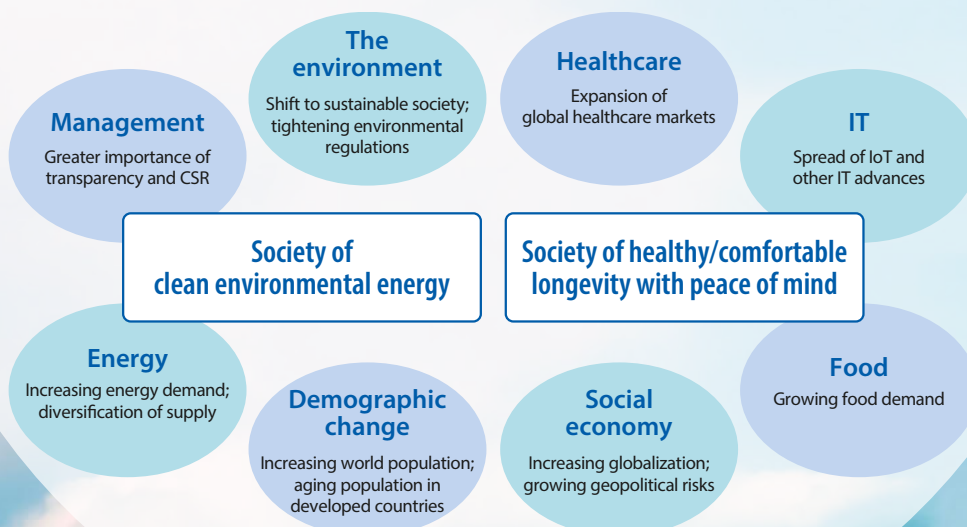 The
environment
Shift to sustainable society;
tightening environmental
regulations
Healthcare
Expansion of
global healthcare markets
Management
Greater importance of
transparency and CSR
IT
Spread of IoT and
other IT advances
Society of
clean environmental energy
Society of healthy/comfortable
longevity with peace of mind
Energy
Increasing energy demand;
diversification of supply
Demographic
change
Increasing world population;
aging population in
developed countries
Social
economy
Increasing globalization;
growing geopolitical risks
Food
Growing food demand